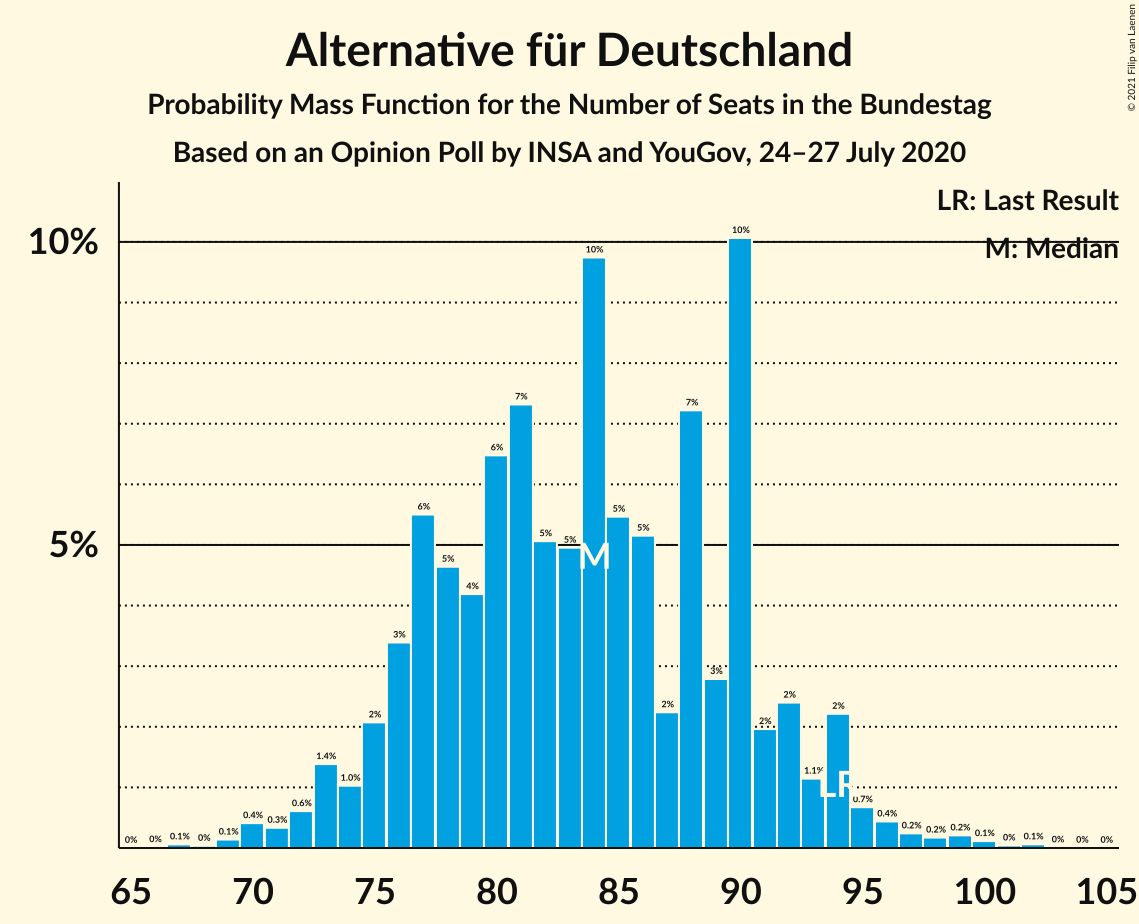 Alternative für Deutschland
Probability Mass Function for the Number of Seats in the Bundestag
Based on an Opinion Poll by INSA and YouGov, 24–27 July 2020
© 2021 Filip van Laenen
LR: Last Result
M: Median
10%
5%
0% 0% 0.1% 0% 0.1% 0.4% 0.3% 0.6% 1.4% 1.0% 2% 3% 6% 5% 4% 6% 7% 5% 5% 10% 5% 5% 2% 7% 3% 10% 2% 2% 1.1% 2% 0.7% 0.4% 0.2% 0.2% 0.2% 0.1% 0% 0.1% 0% 0% 0%
M
LR
65 70 75 80 85 90 95 100 105